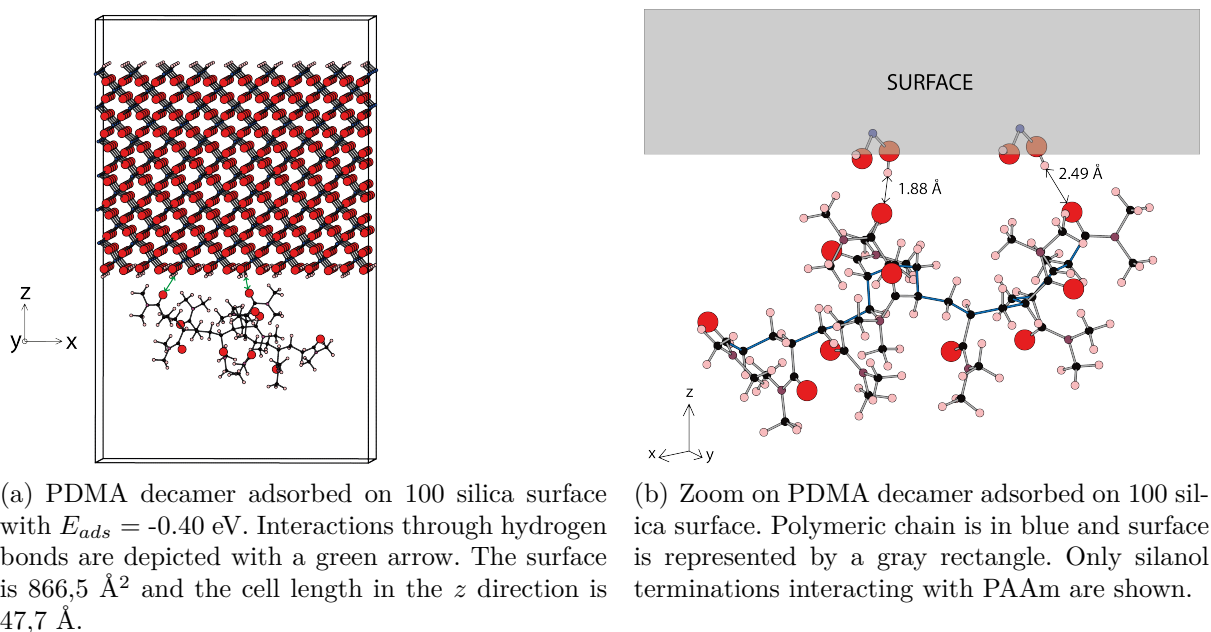 SURFACE
1.88 Å
2.49 Å
z
y
x
z
x
y
(a) PDMA decamer adsorbed on 100 silica surface
with E_ads = -0.40 eV. Interactions through hydrogen
bonds are depicted with a green arrow. The surface
is 866,5 Å² and the cell length in the z direction is
47,7 Å.
(b) Zoom on PDMA decamer adsorbed on 100 sil-
ica surface. Polymeric chain is in blue and surface
is represented by a gray rectangle. Only silanol
terminations interacting with PAAm are shown.